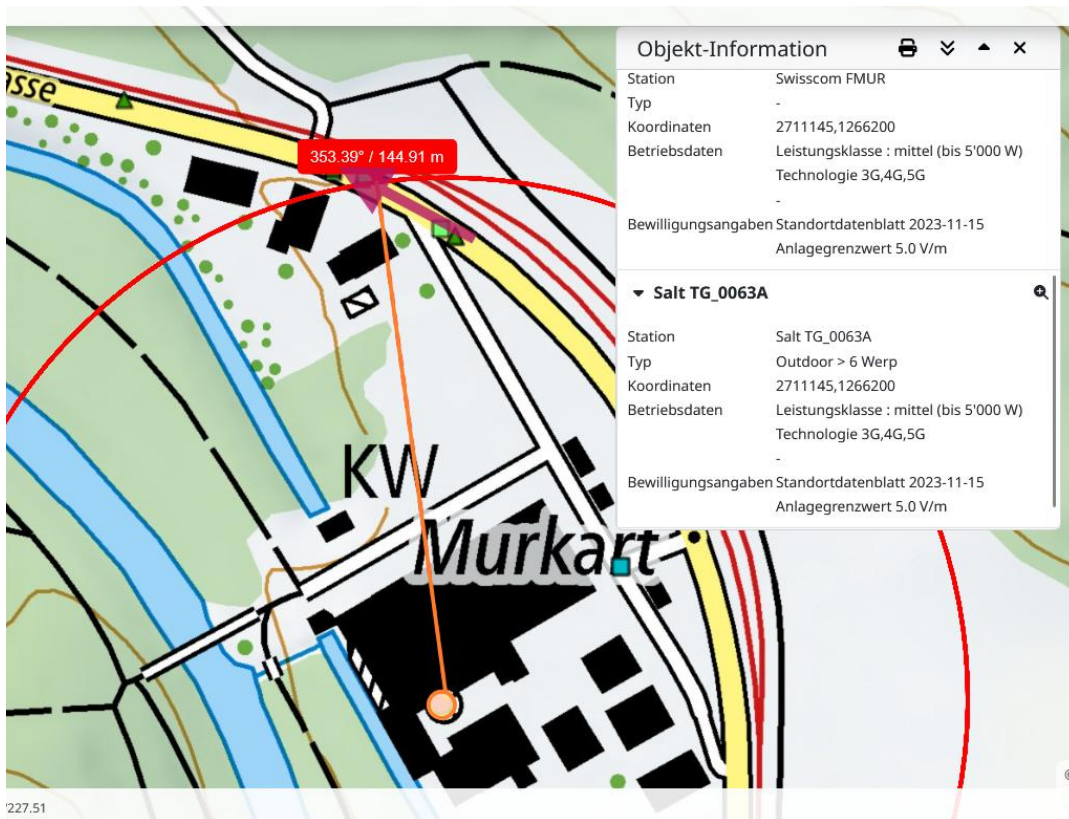 Objekt-Information
Station Swisscom FMUR
Typ -
Koordinaten 2711145,1266200
Betriebsdaten Leistungsklasse : mittel (bis 5'000 W)
Technologie 3G,4G,5G
-
Bewilligungsangaben Standortdatenblatt 2023-11-15
Anlagegrenzwert 5.0 V/m
Salt TG_0063A
Station Salt TG_0063A
Typ Outdoor > 6 Werp
Koordinaten 2711145,1266200
Betriebsdaten Leistungsklasse : mittel (bis 5'000 W)
Technologie 3G,4G,5G
-
Bewilligungsangaben Standortdatenblatt 2023-11-15
Anlagegrenzwert 5.0 V/m
sse
353.39° / 144.91 m
KW
Murkart
'227.51